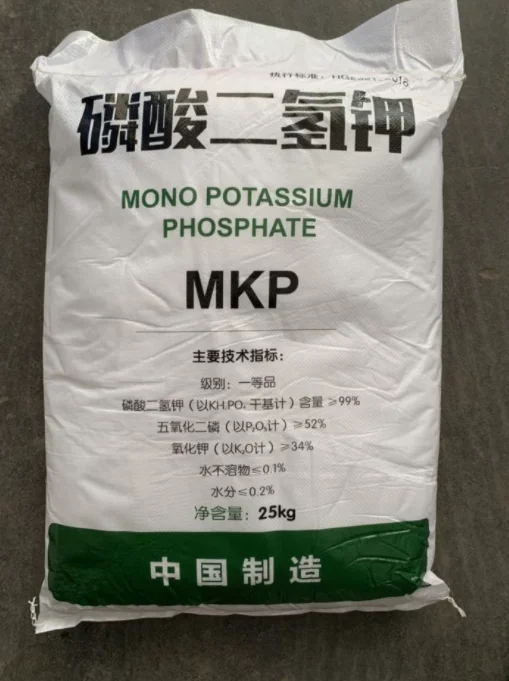 执行标准：
磷酸二氢钾
MONO POTASSIUM
PHOSPHATE
MKP
主要技术指标：
级别：一等品
磷酸二氢钾（以KH₂PO₄干基计）含量≥99%
五氧化二磷（以P₂O₅计）≥52%
氧化钾（以K₂O计）≥34%
水不溶物≤0.1%
水分≤0.2%
净含量：25kg
中国制造